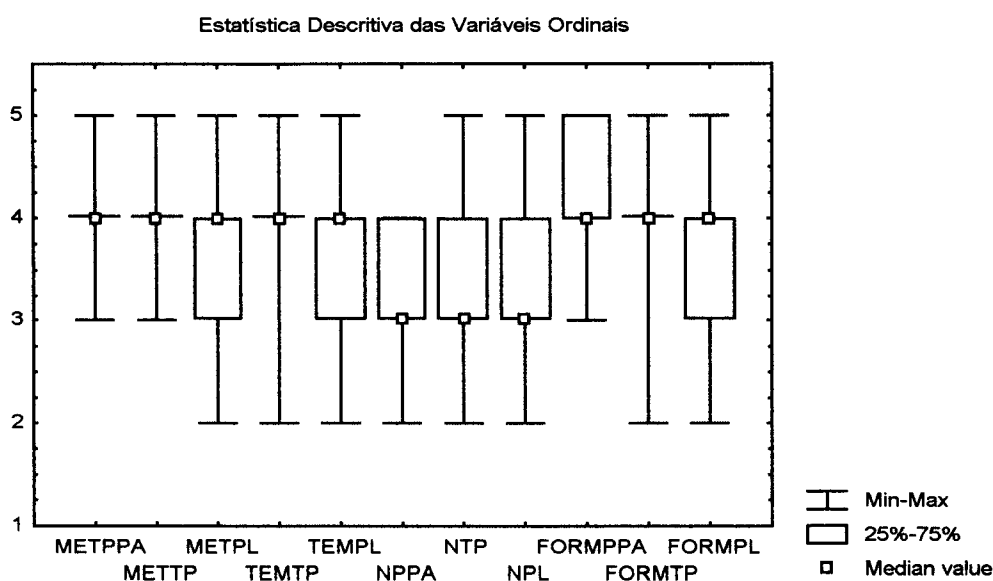 Estatística Descritiva das Variáveis Ordinais
5
4
3
2
1
METPPA METPL TEMPL NTP FORMPPA FORMPL
METTP TEMTP NPPA NPL FORMTP
Min-Max
25%-75%
Median value